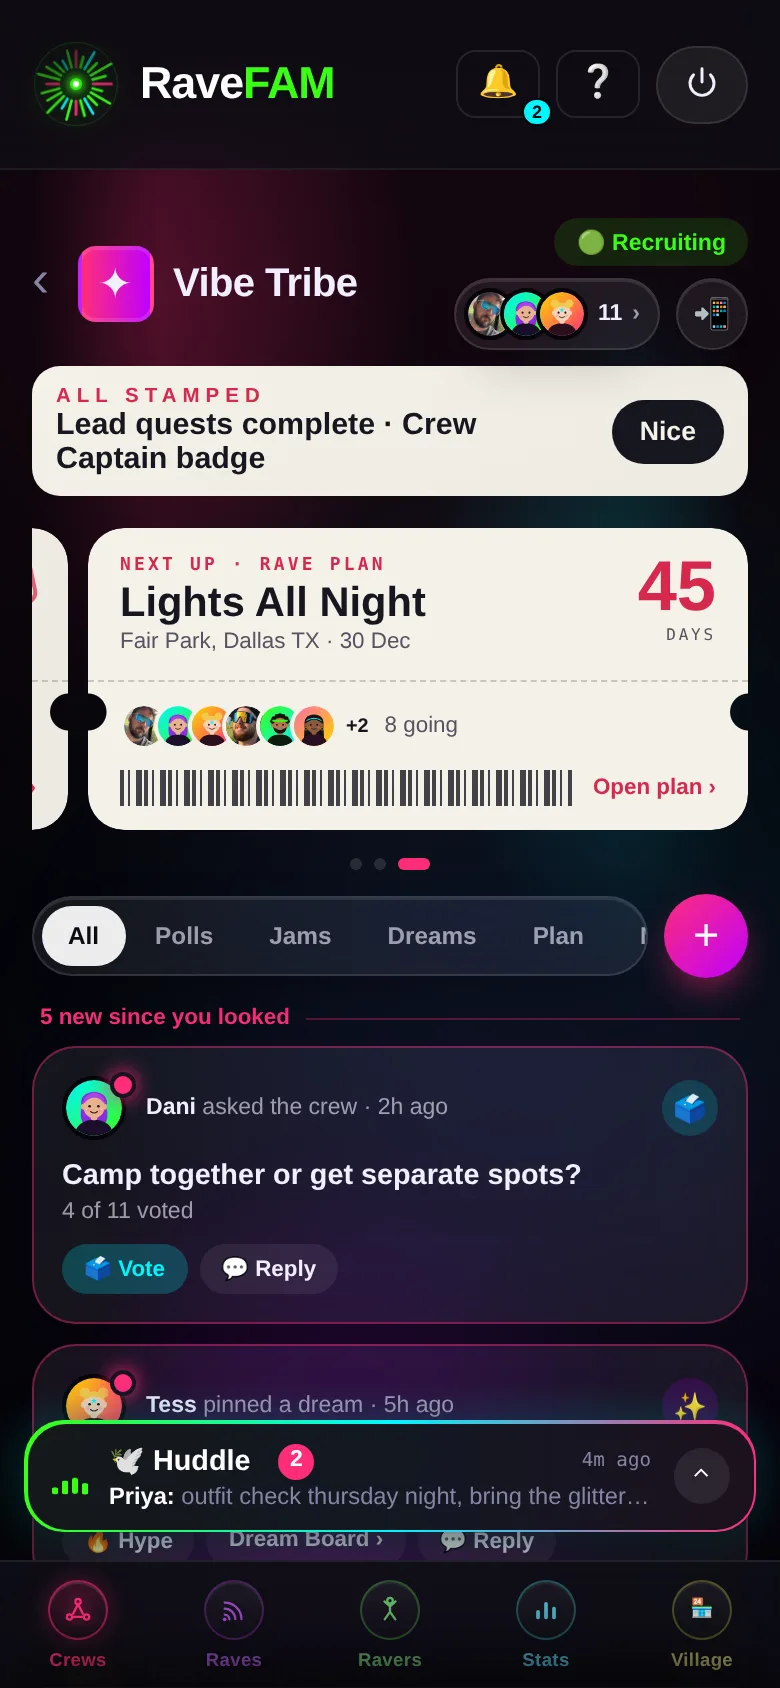 RaveFAM
2
Recruiting
Vibe Tribe
11 ›
ALL STAMPED
Lead quests complete · Crew
Captain badge
Nice
NEXT UP · RAVE PLAN
Lights All Night
Fair Park, Dallas TX · 30 Dec
45
DAYS
+2 8 going
Open plan ›
All Polls Jams Dreams Plan
5 new since you looked
Dani asked the crew · 2h ago
Camp together or get separate spots?
4 of 11 voted
Vote Reply
Tess pinned a dream · 5h ago
Huddle 2 4m ago
Priya: outfit check thursday night, bring the glitter…
Hype Dream Board › Reply
Crews Raves Ravers Stats Village